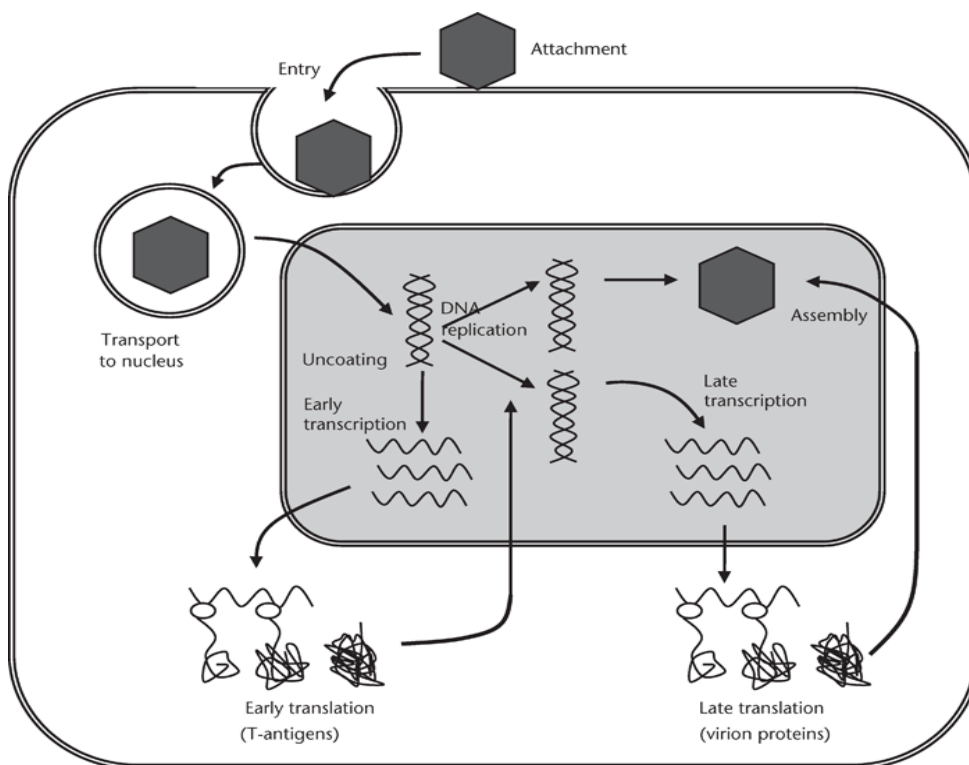 Attachment
Entry
Transport
to nucleus
Uncoating
DNA
replication
Early
transcription
Late
transcription
Assembly
Early translation
(T-antigens)
Late translation
(virion proteins)